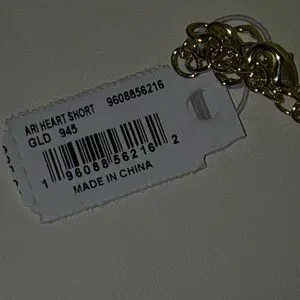 ARI HEART SHORT 9608856216
GLD 945
1 96088 56216 2
MADE IN CHINA